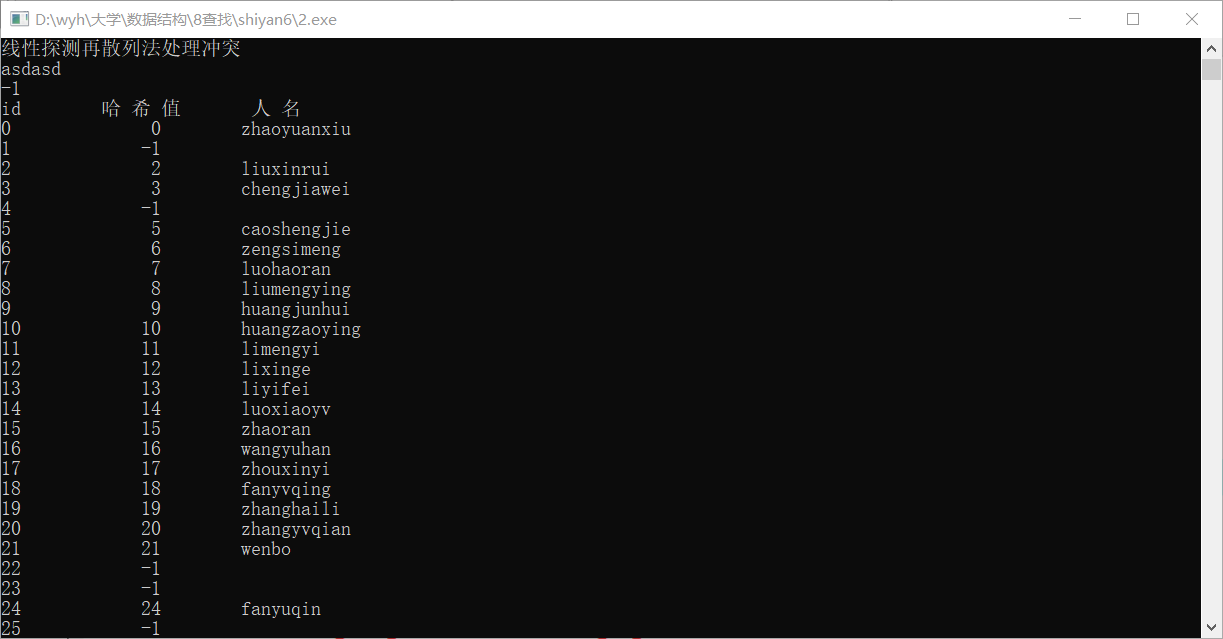 D:\wyh\大学\数据结构\8查找\shiyan6\2.exe
线性探测再散列法处理冲突
asdasd
-1
id 哈 希 值 人 名
0 0 zhaoyuanxiu
1 -1
2 2 liuxinrui
3 3 chengjiawei
4 -1
5 5 caoshengjie
6 6 zengsimeng
7 7 luohaoran
8 8 liumengying
9 9 huangjunhui
10 10 huangzaoying
11 11 limengyi
12 12 lixinge
13 13 liyifei
14 14 luoxiaoyv
15 15 zhaoran
16 16 wangyuhan
17 17 zhouxinyi
18 18 fanyvqing
19 19 zhanghaili
20 20 zhangyvqian
21 21 wenbo
22 -1
23 -1
24 24 fanyuqin
25 -1